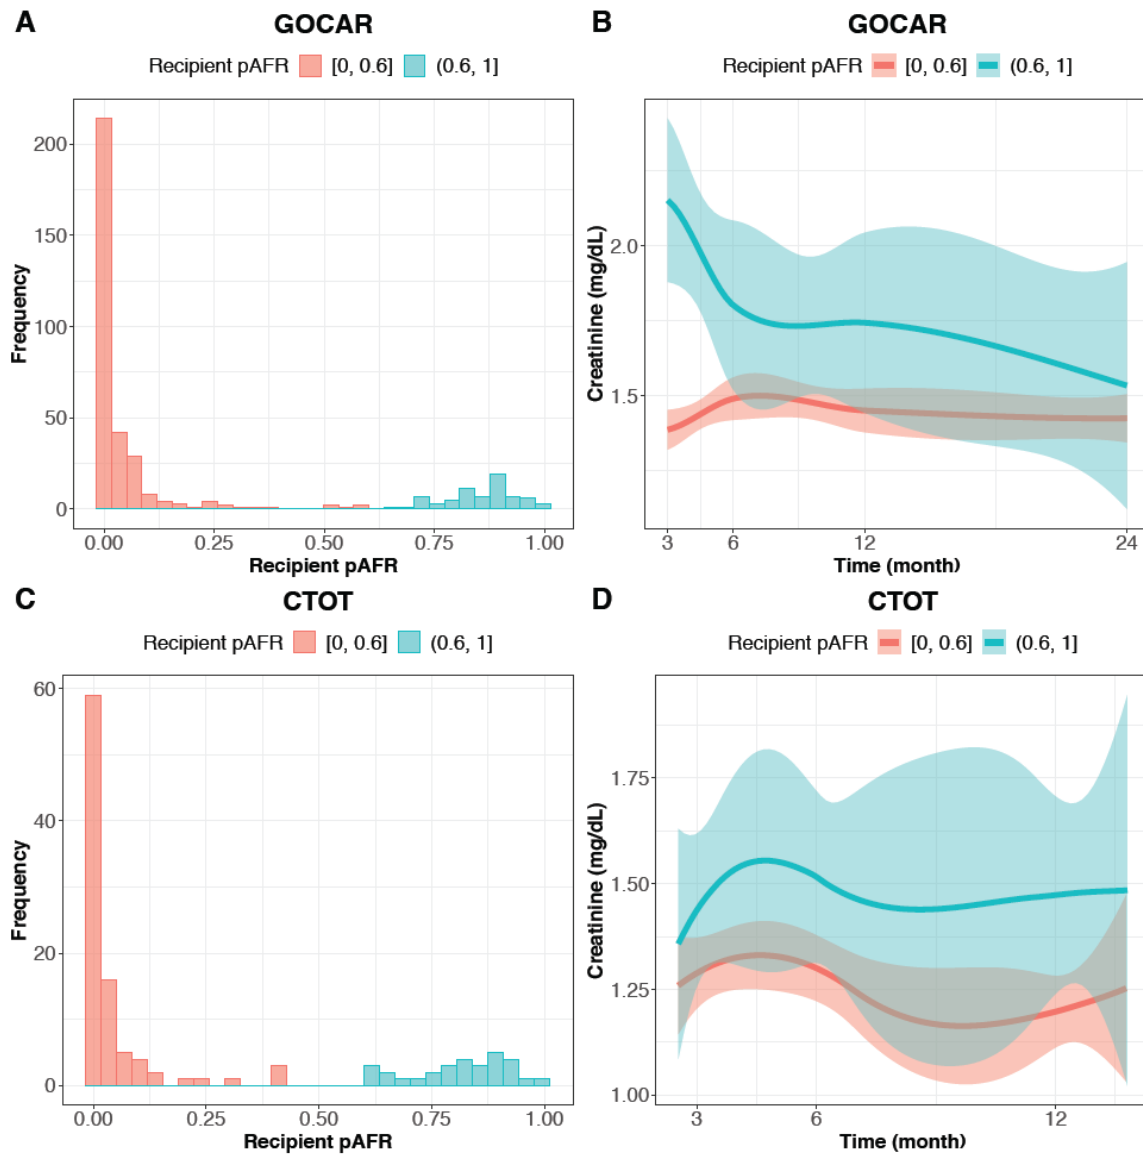 A
GOCAR
Recipient pAFR [0, 0.6] (0.6, 1]
Frequency
200
150
100
50
0
0.00 0.25 0.50 0.75 1.00
Recipient pAFR
B
GOCAR
Recipient pAFR [0, 0.6] (0.6, 1]
Creatinine (mg/dL)
2.0
1.5
3 6 12 24
Time (month)
C
CTOT
Recipient pAFR [0, 0.6] (0.6, 1]
Frequency
60
40
20
0
0.00 0.25 0.50 0.75 1.00
Recipient pAFR
D
CTOT
Recipient pAFR [0, 0.6] (0.6, 1]
Creatinine (mg/dL)
1.75
1.50
1.25
1.00
3 6 12
Time (month)